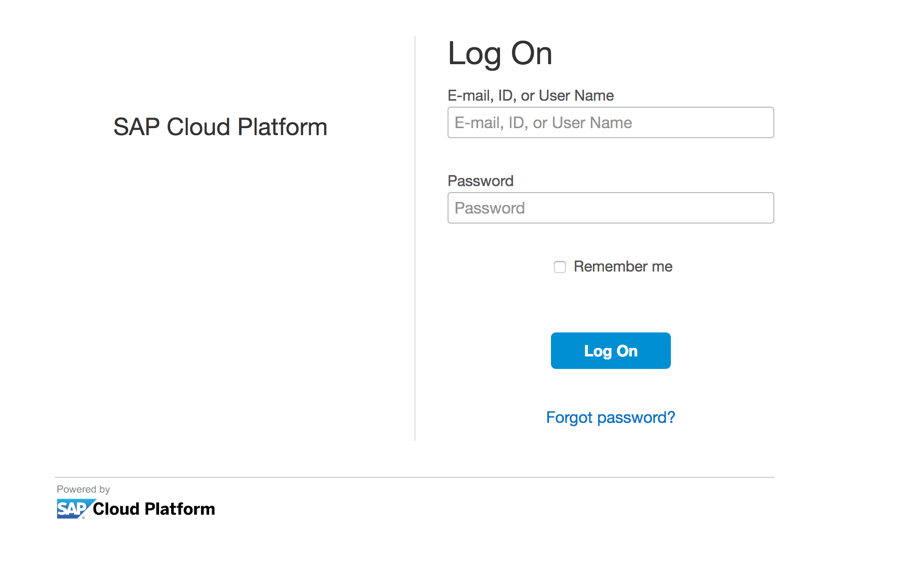 SAP Cloud Platform
Log On
E-mail, ID, or User Name
E-mail, ID, or User Name
Password
Password
Remember me
Log On
Forgot password?
Powered by
SAP Cloud Platform